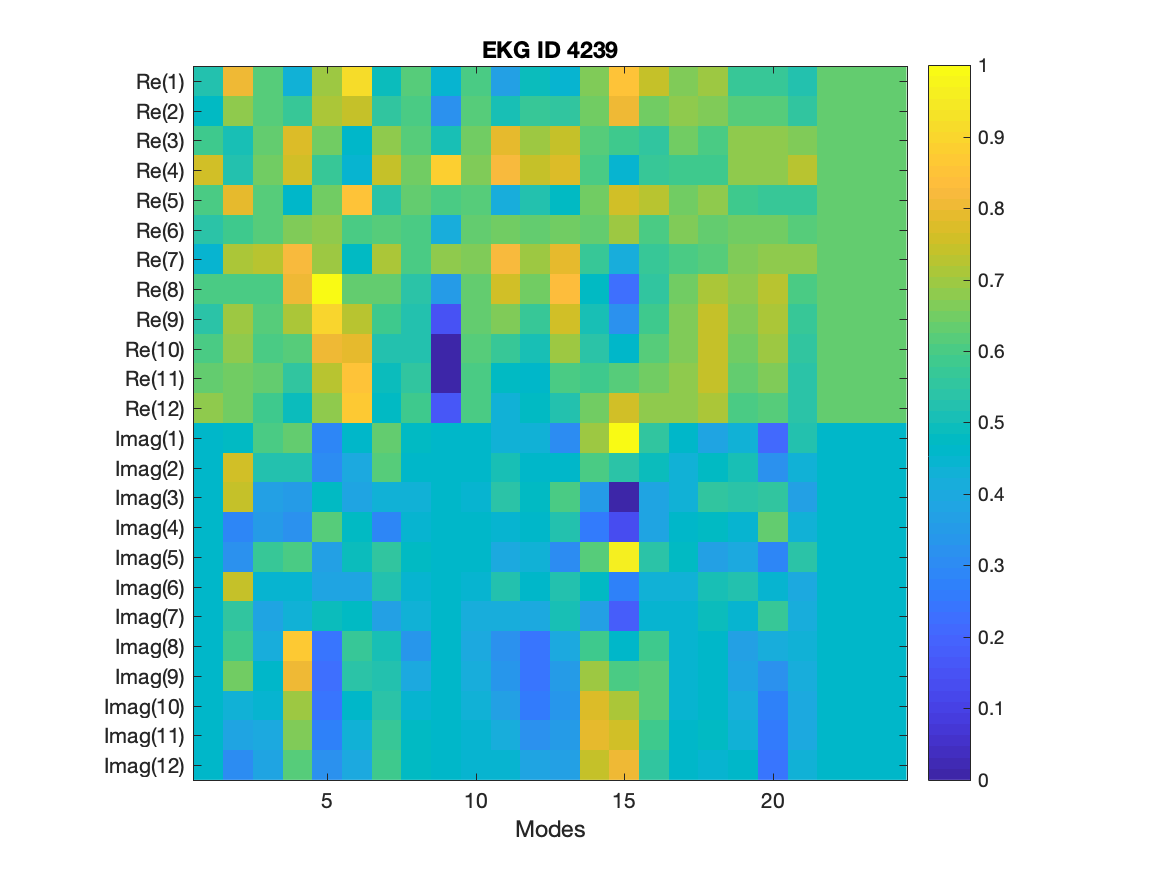 EKG ID 4239
Re(1)
Re(2)
Re(3)
Re(4)
Re(5)
Re(6)
Re(7)
Re(8)
Re(9)
Re(10)
Re(11)
Re(12)
Imag(1)
Imag(2)
Imag(3)
Imag(4)
Imag(5)
Imag(6)
Imag(7)
Imag(8)
Imag(9)
Imag(10)
Imag(11)
Imag(12)
5 10 15 20
Modes
1
0.9
0.8
0.7
0.6
0.5
0.4
0.3
0.2
0.1
0